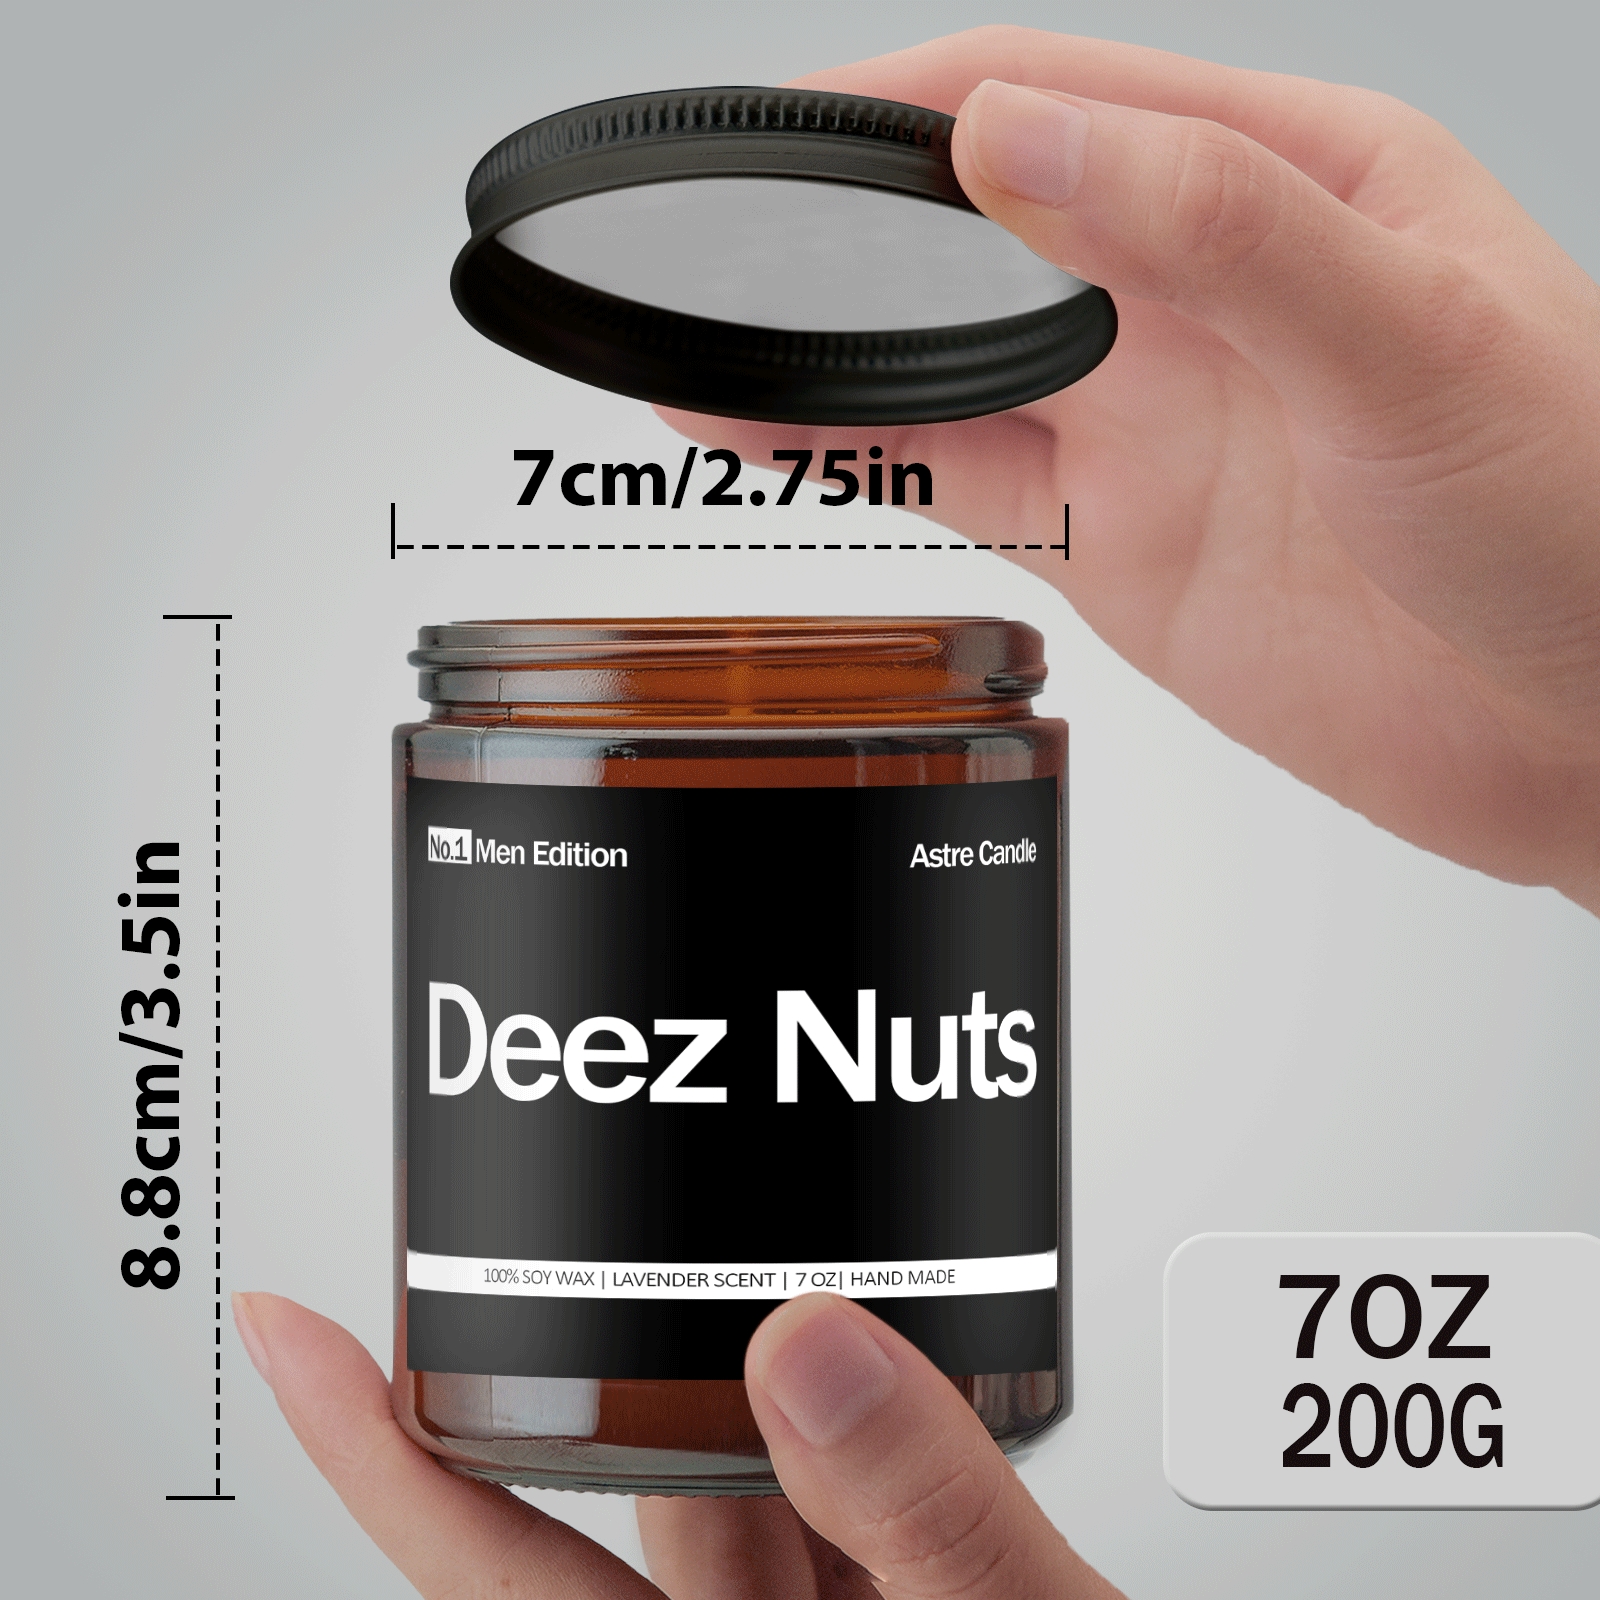 7cm/2.75in
8.8cm/3.5in
No.1 Men Edition
Astre Candle
Deez Nuts
100% SOY WAX | LAVENDER SCENT | 7 OZ| HAND MADE
7OZ
200G